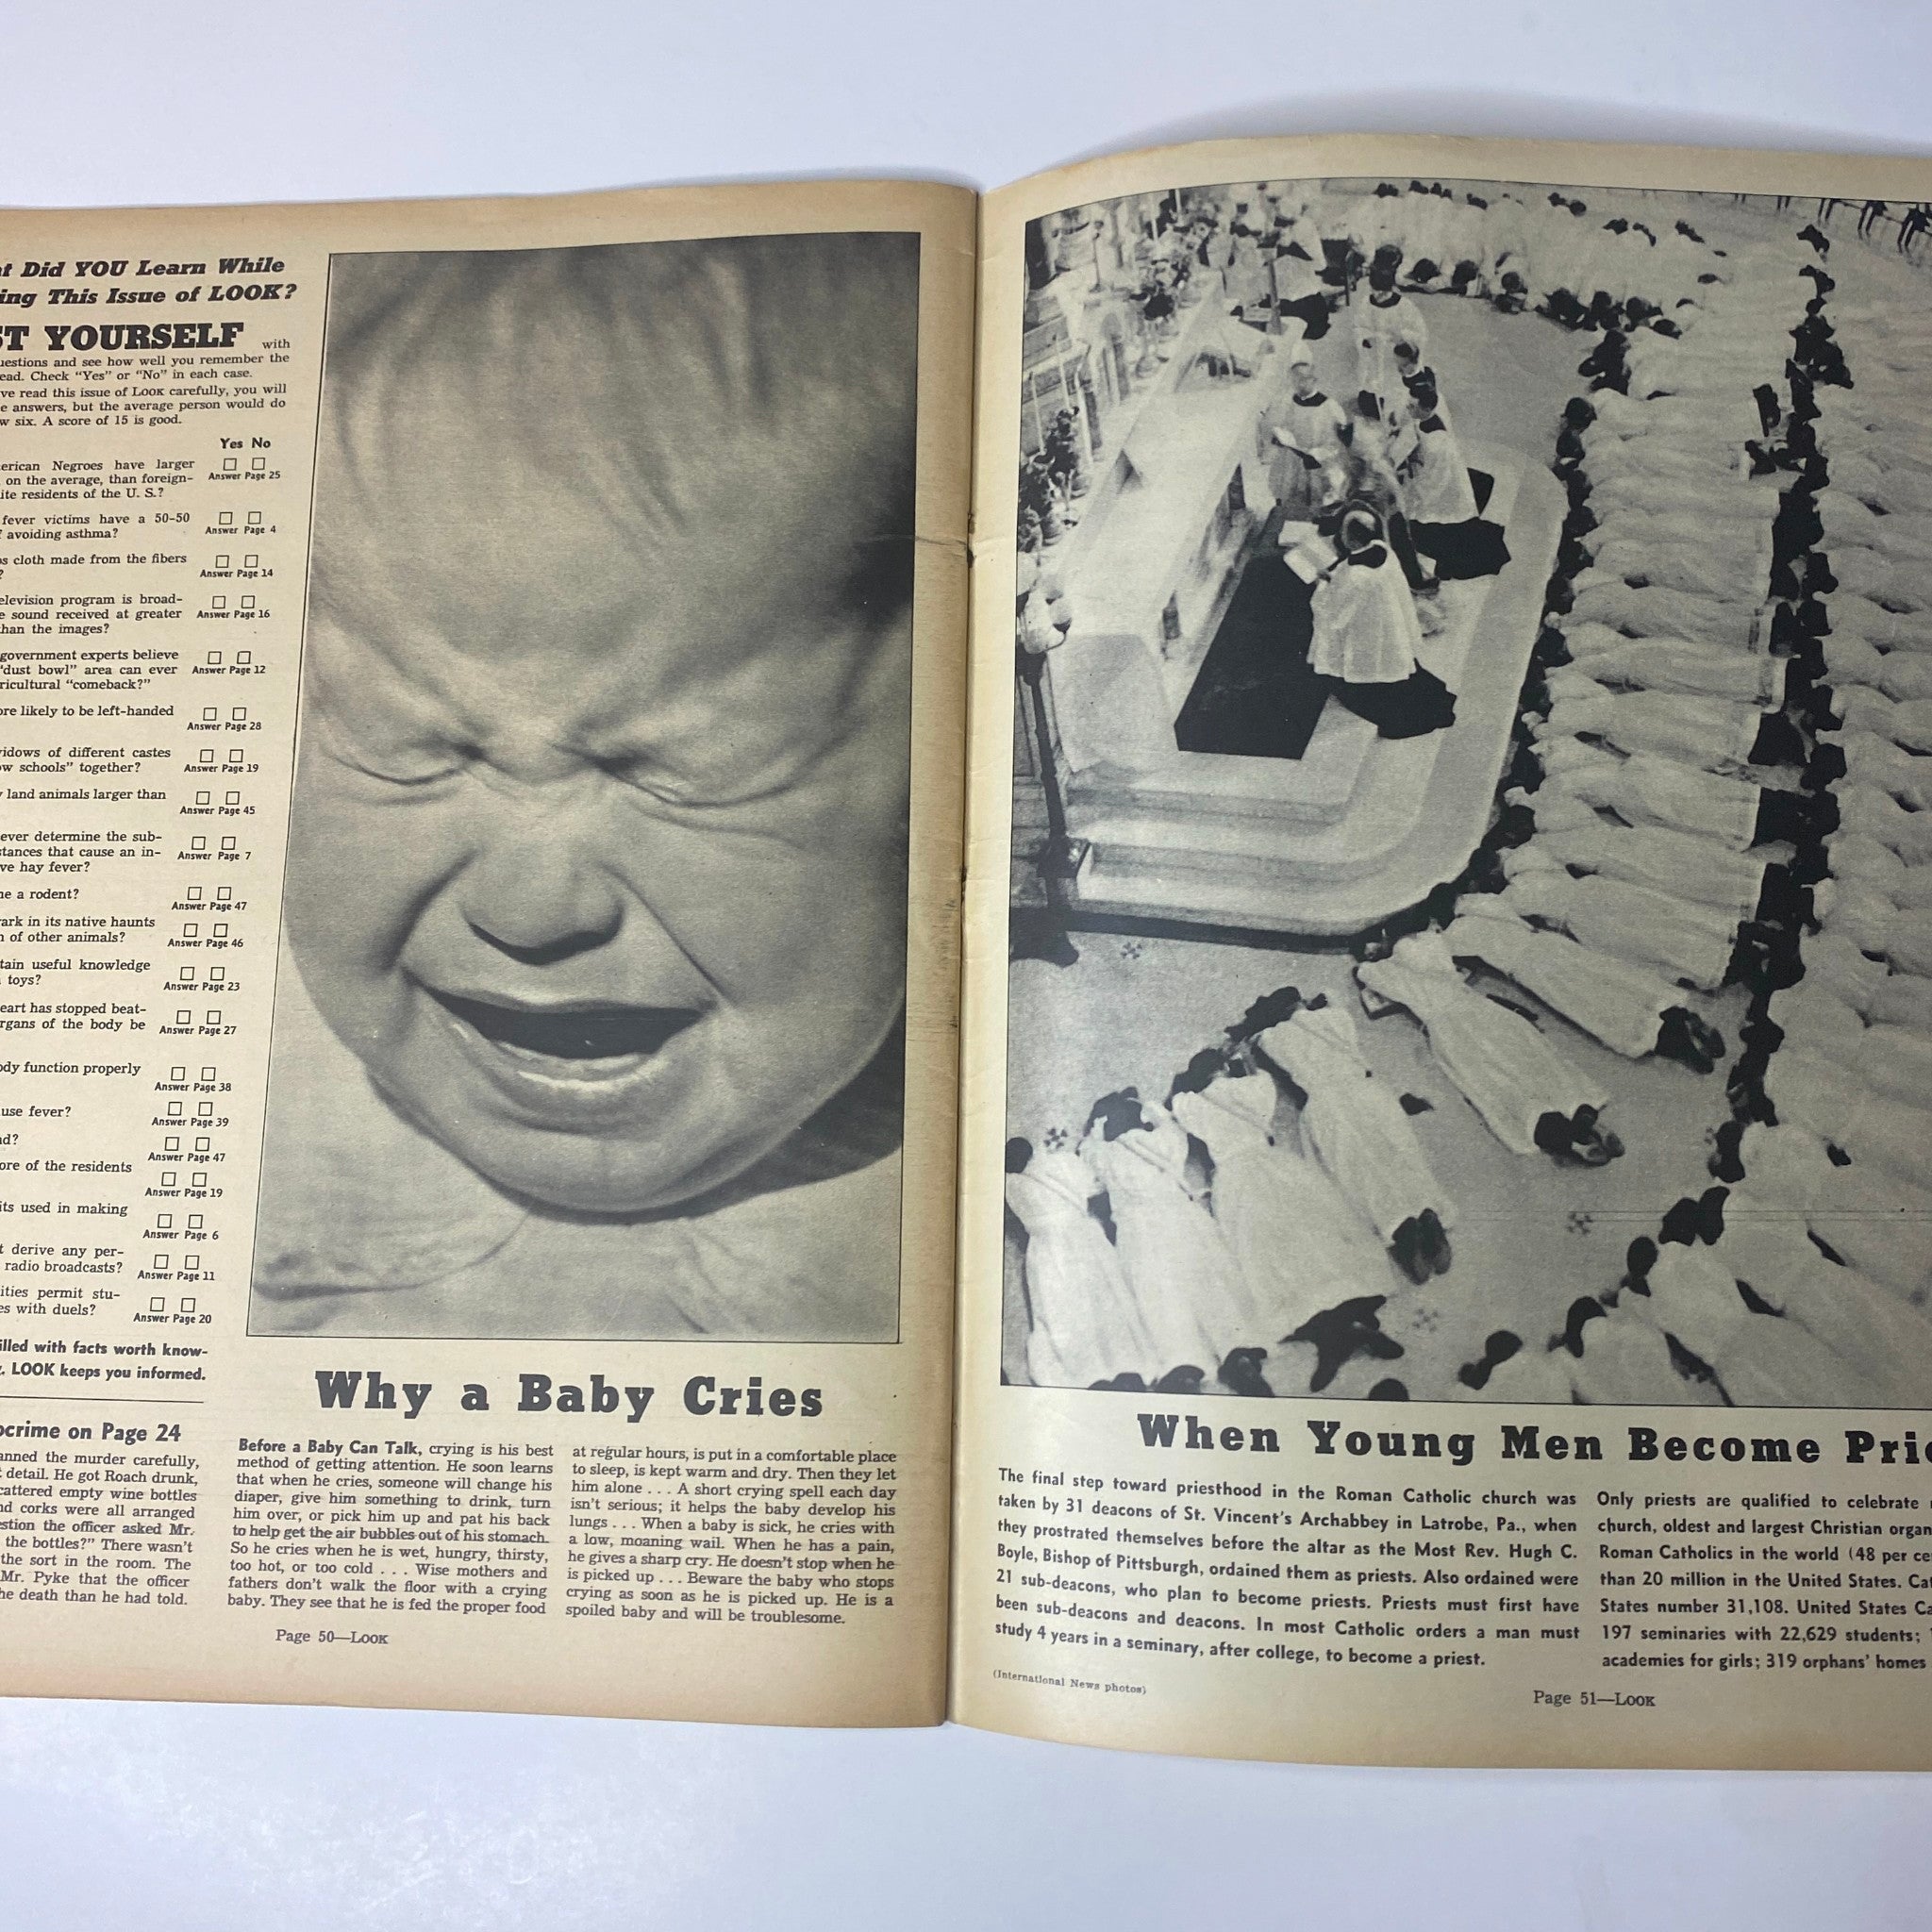 t Did YOU Learn While
ing This Issue of LOOK?
ST YOURSELF with
uestions and see how well you remember the
ead. Check “Yes” or “No” in each case.
ve read this issue of LOOK carefully, you will
e answers, but the average person would do
w six. A score of 15 is good.
Yes No
erican Negroes have larger
on the average, than foreign-
ite residents of the U. S.?
Answer Page 25
fever victims have a 50-50
avoiding asthma?
Answer Page 4
s cloth made from the fibers
?
Answer Page 14
elevision program is broad-
e sound received at greater
han the images?
Answer Page 16
government experts believe
“dust bowl” area can ever
ricultural “comeback?”
Answer Page 12
ore likely to be left-handed
Answer Page 28
vidows of different castes
ow schools” together?
Answer Page 19
y land animals larger than
Answer Page 45
ever determine the sub-
stances that cause an in-
ve hay fever?
Answer Page 7
ne a rodent?
Answer Page 47
ark in its native haunts
n of other animals?
Answer Page 46
tain useful knowledge
toys?
Answer Page 23
eart has stopped beat-
rgans of the body be
Answer Page 27
ody function properly
Answer Page 38
use fever?
Answer Page 39
nd?
Answer Page 47
ore of the residents
Answer Page 19
its used in making
Answer Page 6
t derive any per-
radio broadcasts?
Answer Page 11
ities permit stu-
es with duels?
Answer Page 20
illed with facts worth know-
. LOOK keeps you informed.
ocrime on Page 24
anned the murder carefully,
detail. He got Roach drunk,
cattered empty wine bottles
nd corks were all arranged
estion the officer asked Mr.
the bottles?” There wasn't
the sort in the room. The
Mr. Pyke that the officer
he death than he had told.
Why a Baby Cries
Before a Baby Can Talk, crying is his best
method of getting attention. He soon learns
that when he cries, someone will change his
diaper, give him something to drink, turn
him over, or pick him up and pat his back
to help get the air bubbles out of his stomach.
So he cries when he is wet, hungry, thirsty,
too hot, or too cold . . . Wise mothers and
fathers don't walk the floor with a crying
baby. They see that he is fed the proper food
at regular hours, is put in a comfortable place
to sleep, is kept warm and dry. Then they let
him alone . . . A short crying spell each day
isn't serious; it helps the baby develop his
lungs . . . When a baby is sick, he cries with
a low, moaning wail. When he has a pain,
he gives a sharp cry. He doesn't stop when he
is picked up . . . Beware the baby who stops
crying as soon as he is picked up. He is a
spoiled baby and will be troublesome.
Page 50—LOOK
When Young Men Become Prie
The final step toward priesthood in the Roman Catholic church was
taken by 31 deacons of St. Vincent's Archabbey in Latrobe, Pa., when
they prostrated themselves before the altar as the Most Rev. Hugh C.
Boyle, Bishop of Pittsburgh, ordained them as priests. Also ordained were
21 sub-deacons, who plan to become priests. Priests must first have
been sub-deacons and deacons. In most Catholic orders a man must
study 4 years in a seminary, after college, to become a priest.
(International News photos)
Only priests are qualified to celebrate
church, oldest and largest Christian organ
Roman Catholics in the world (48 per ce
than 20 million in the United States. Cat
States number 31,108. United States Ca
197 seminaries with 22,629 students;
academies for girls; 319 orphans' homes
Page 51—LOOK